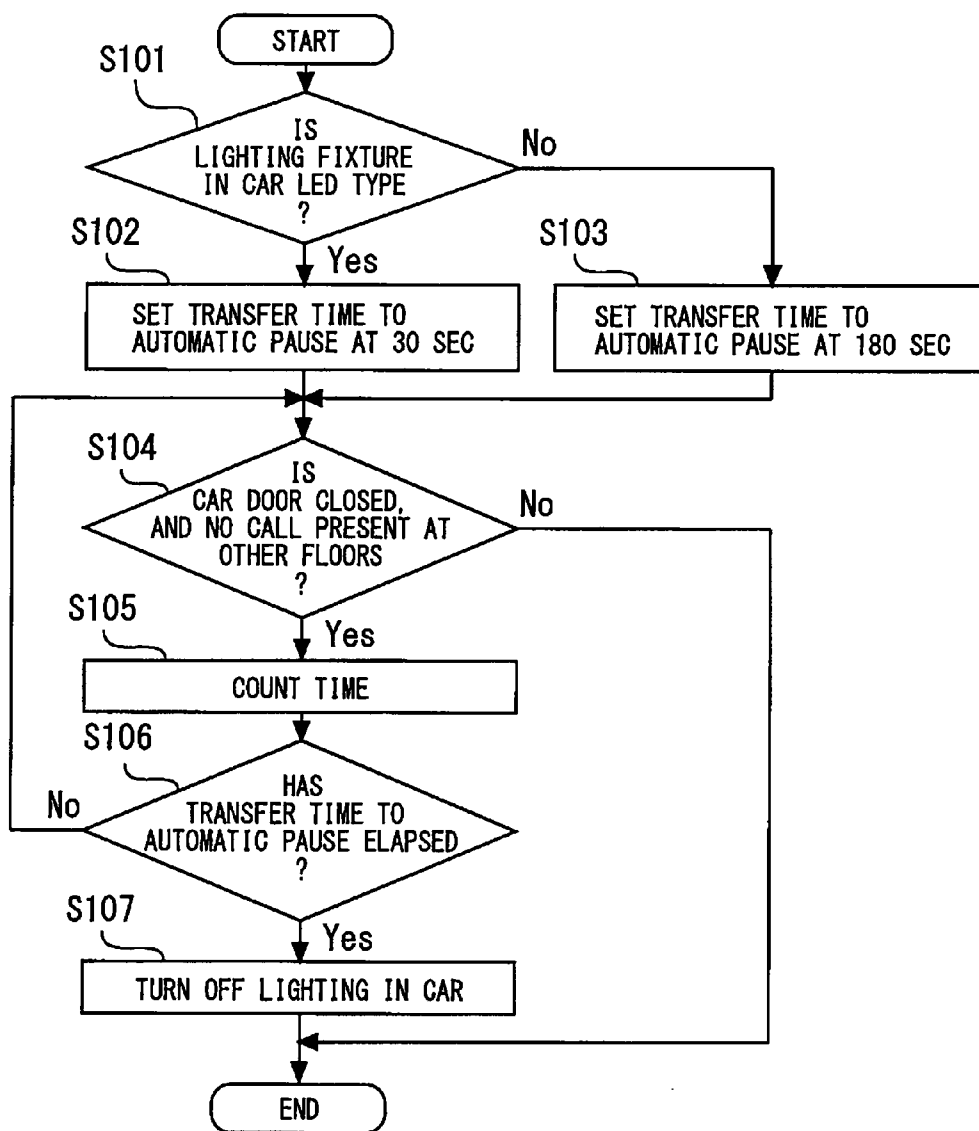 START
S101
IS
LIGHTING FIXTURE
IN CAR LED TYPE
?
No
Yes
S102
SET TRANSFER TIME TO
AUTOMATIC PAUSE AT 30 SEC
S103
SET TRANSFER TIME TO
AUTOMATIC PAUSE AT 180 SEC
S104
IS
CAR DOOR CLOSED,
AND NO CALL PRESENT AT
OTHER FLOORS
?
No
Yes
S105
COUNT TIME
S106
HAS
TRANSFER TIME TO
AUTOMATIC PAUSE ELAPSED
?
No
Yes
S107
TURN OFF LIGHTING IN CAR
END